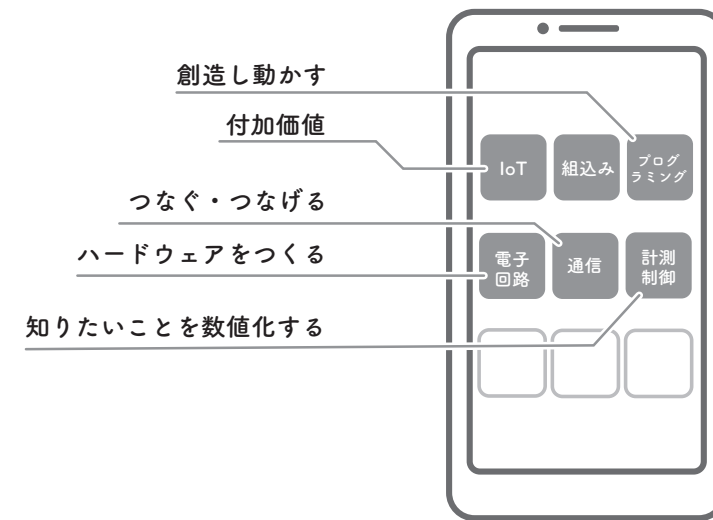 創造し動かす
付加価値
IoT
組込み
プログ
ラミング
つなぐ・つなげる
ハードウェアをつくる
電子
回路
通信
計測
制御
知りたいことを数値化する